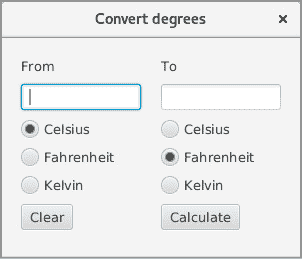 Convert degrees
From To
Celsius Celsius
Fahrenheit Fahrenheit
Kelvin Kelvin
Clear Calculate